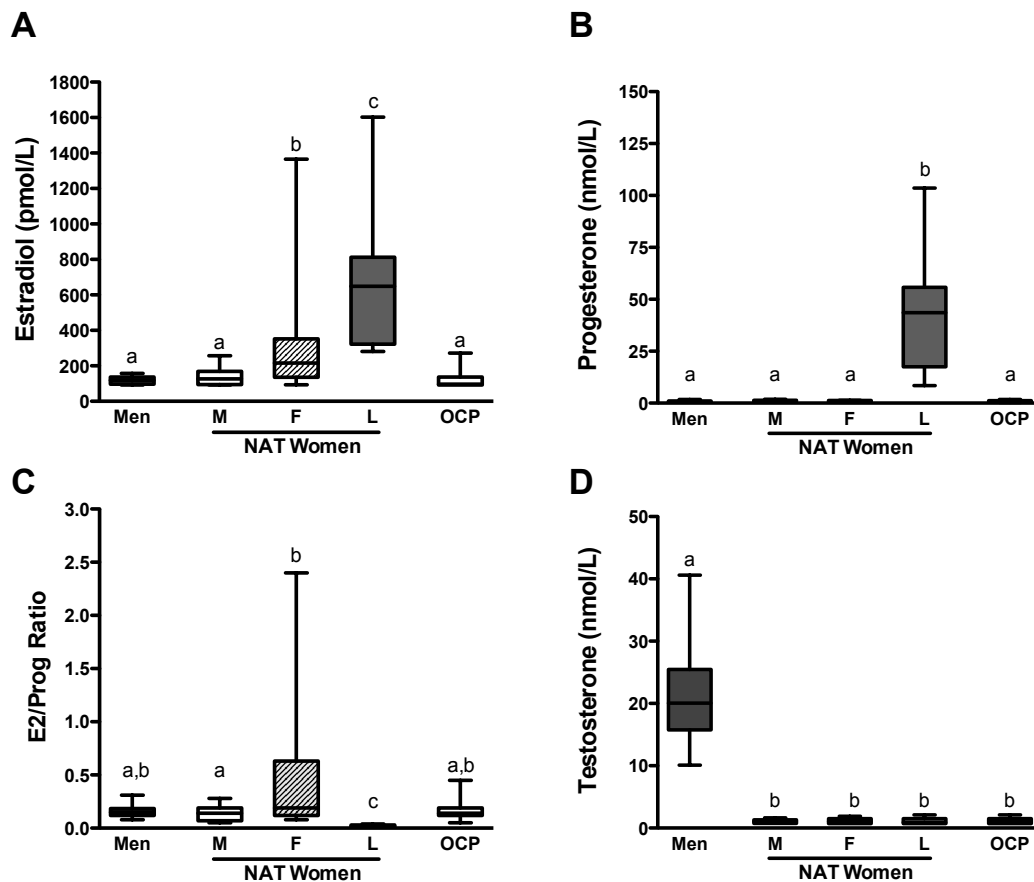 A
Estradiol (pmol/L)
1800
1600
1400
1200
1000
800
600
400
200
0
a
a
b
c
a
Men
M
F
L
OCP
NAT Women
B
Progesterone (nmol/L)
150
125
100
75
50
25
0
a
a
a
b
a
Men
M
F
L
OCP
NAT Women
C
E2/Prog Ratio
3.0
2.5
2.0
1.5
1.0
0.5
0.0
a,b
a
b
c
a,b
Men
M
F
L
OCP
NAT Women
D
Testosterone (nmol/L)
50
40
30
20
10
0
a
b
b
b
b
Men
M
F
L
OCP
NAT Women